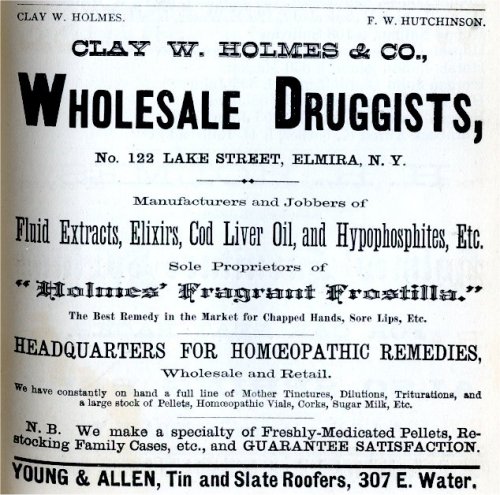 CLAY W. HOLMES. F. W. HUTCHINSON.
CLAY W. HOLMES & CO.,
WHOLESALE DRUGGISTS,
No. 122 LAKE STREET, ELMIRA, N. Y.
Manufacturers and Jobbers of
Fluid Extracts, Elixirs, Cod Liver Oil, and Hypophosphites, Etc.
Sole Proprietors of
"Holmes' Fragrant Frostilla."
The Best Remedy in the Market for Chapped Hands, Sore Lips, Etc.
HEADQUARTERS FOR HOMŒOPATHIC REMEDIES,
Wholesale and Retail.
We have constantly on hand a full line of Mother Tinctures, Dilutions, Triturations, and
a large stock of Pellets, Homœopathic Vials, Corks, Sugar Milk, Etc.
N. B. We make a specialty of Freshly-Medicated Pellets, Re-
stocking Family Cases, etc., and GUARANTEE SATISFACTION.
YOUNG & ALLEN, Tin and Slate Roofers, 307 E. Water.